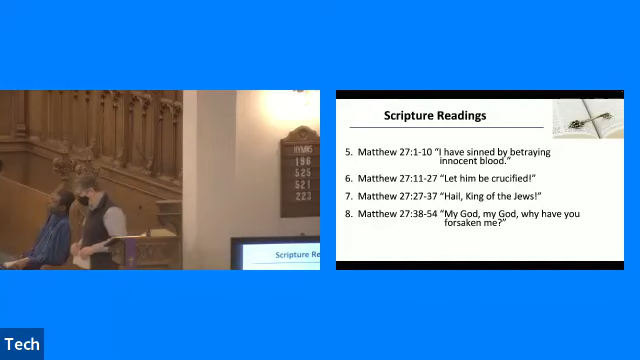 HYMNS
196
525
521
223
Scripture Re
Scripture Readings
5. Matthew 27:1-10 “I have sinned by betraying
innocent blood.”
6. Matthew 27:11-27 “Let him be crucified!”
7. Matthew 27:27-37 “Hail, King of the Jews!”
8. Matthew 27:38-54 “My God, my God, why have you
forsaken me?”
Tech